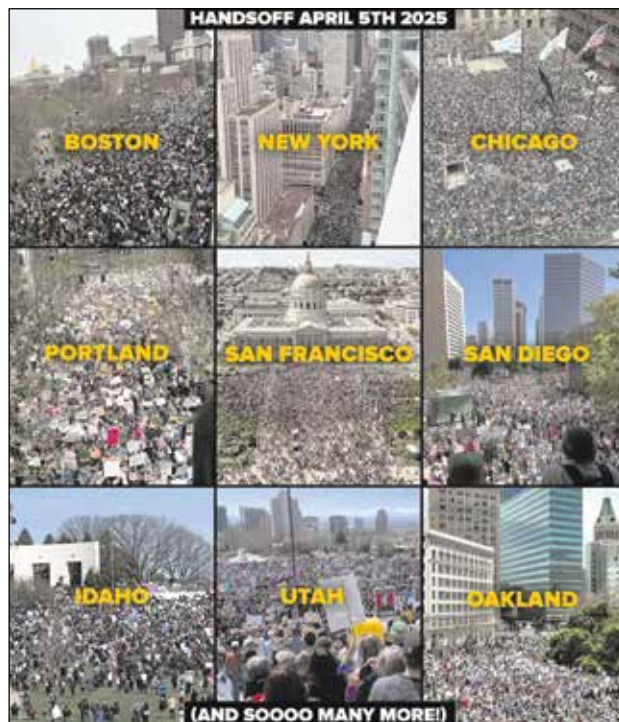 HANDSOFF APRIL 5TH 2025
BOSTON
NEW YORK
CHICAGO
PORTLAND
SAN FRANCISCO
SAN DIEGO
IDAHO
UTAH
OAKLAND
(AND SOOOO MANY MORE!)